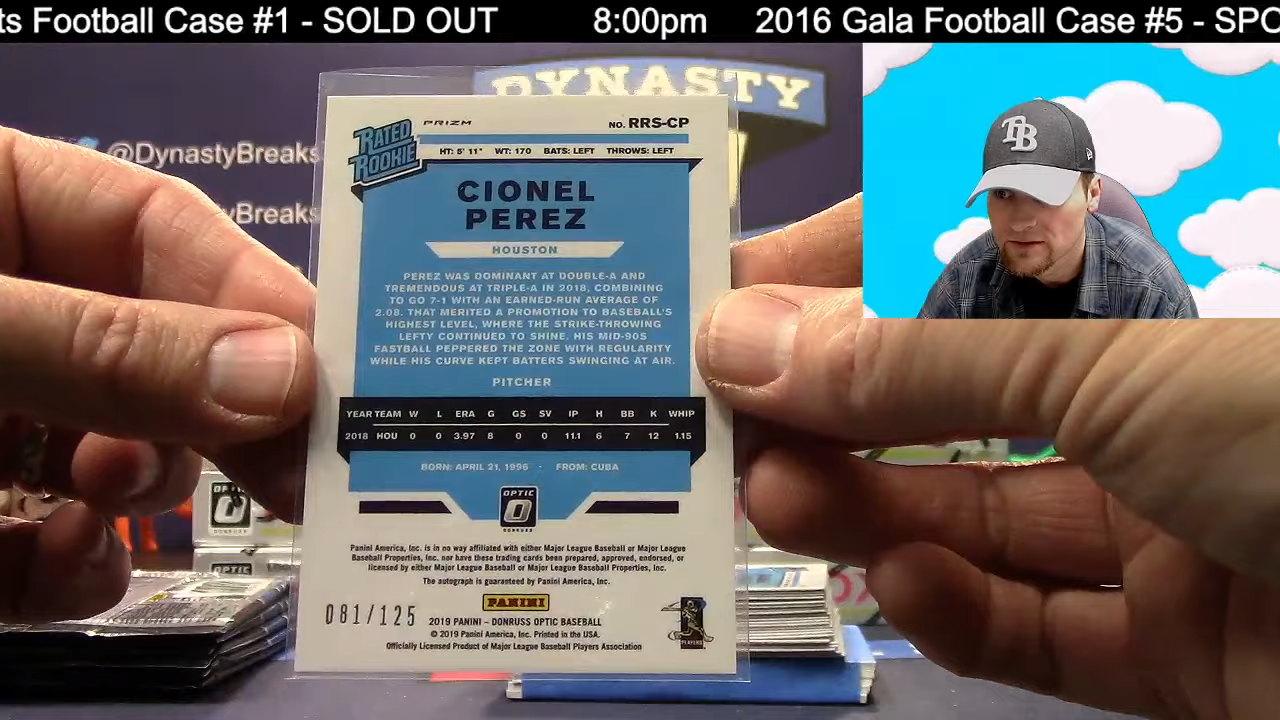 ts Football Case #1 - SOLD OUT 8:00pm 2016 Gala Football Case #5 - SPO
DYNASTY
@DynastyBreaks
Breaks
TB
RATED
ROOKIE
PRIZM
NO. RRS-CP
HT: 5' 11" WT: 170 BATS: LEFT THROWS: LEFT
CIONEL
PEREZ
HOUSTON
PEREZ WAS DOMINANT AT DOUBLE-A AND
TREMENDOUS AT TRIPLE-A IN 2018, COMBINING
TO GO 7-1 WITH AN EARNED-RUN AVERAGE OF
2.08. THAT MERITED A PROMOTION TO BASEBALL'S
HIGHEST LEVEL, WHERE THE STRIKE-THROWING
LEFTY CONTINUED TO SHINE. HIS MID-90S
FASTBALL PEPPERED THE ZONE WITH REGULARITY
WHILE HIS CURVE KEPT BATTERS SWINGING AT AIR.
PITCHER
YEAR TEAM W L ERA G GS SV IP H BB K WHIP
2018 HOU 0 0 3.97 8 0 0 11.1 6 7 12 1.15
BORN: APRIL 21, 1996 · FROM: CUBA
OPTIC
DONRUSS
Panini America, Inc. is in no way affiliated with either Major League Baseball or Major League
Baseball Properties, Inc. nor have these trading cards been prepared, approved, endorsed, or
licensed by either Major League Baseball or Major League Baseball Properties, Inc.
The autograph is guaranteed by Panini America, Inc.
PANINI
081/125
2019 PANINI – DONRUSS OPTIC BASEBALL
© 2019 Panini America, Inc. Printed in the USA.
Officially Licensed Product of Major League Baseball Players Association
PLAYERS